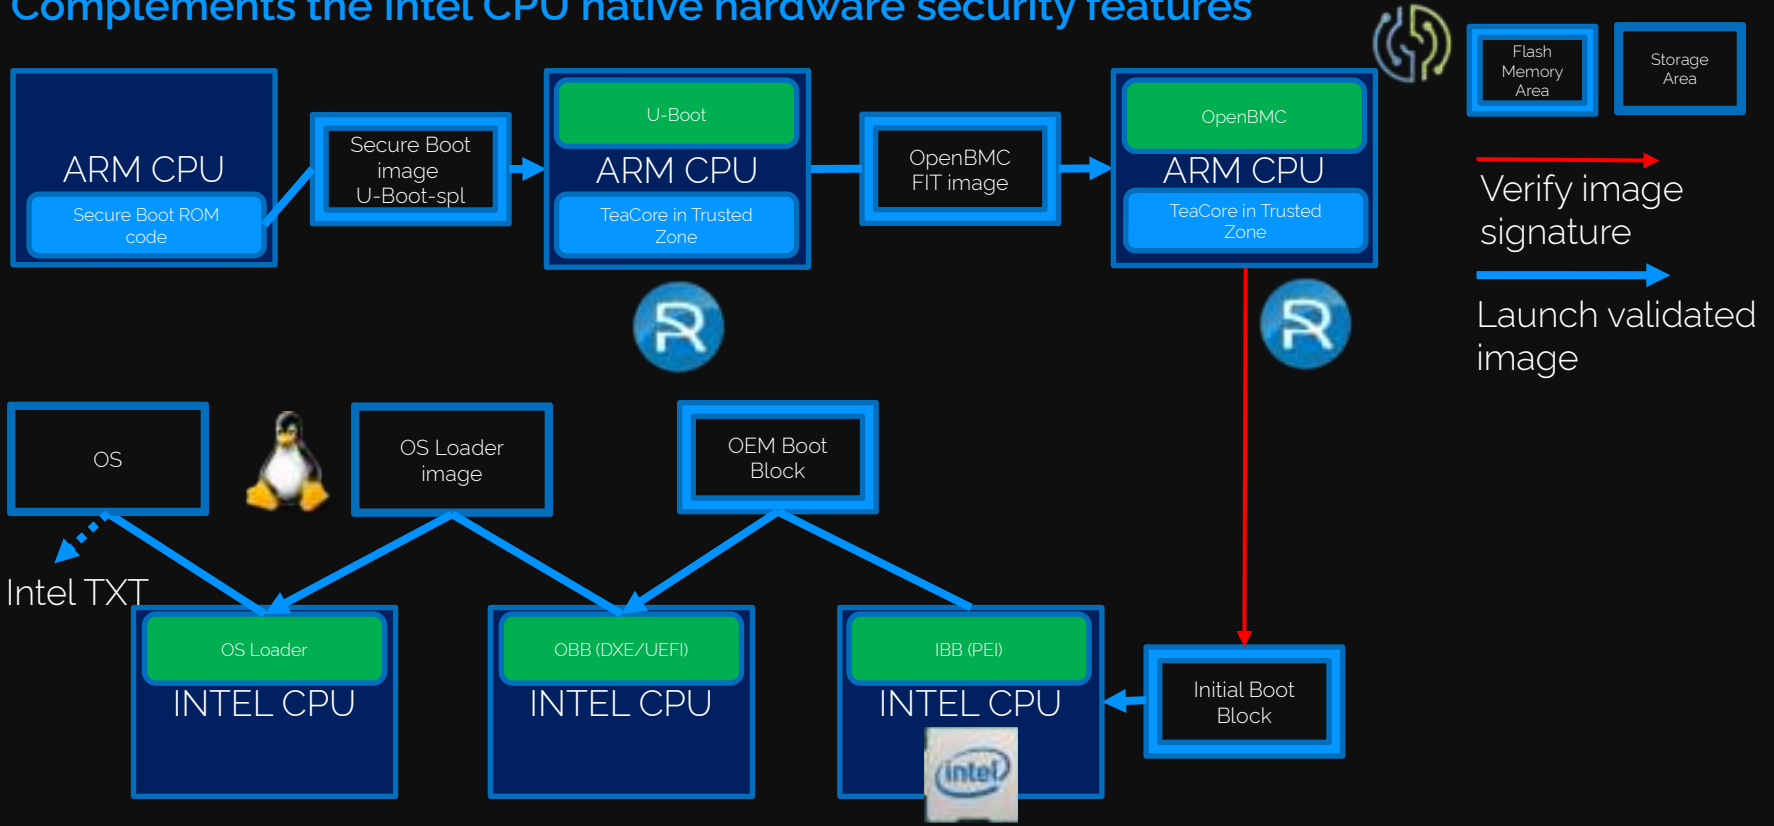 Complements the Intel CPU native hardware security features
Flash
Memory
Area
Storage
Area
ARM CPU
Secure Boot ROM
code
Secure Boot
image
U-Boot-spl
U-Boot
ARM CPU
TeaCore in Trusted
Zone
OpenBMC
FIT image
OpenBMC
ARM CPU
TeaCore in Trusted
Zone
Verify image
signature
Launch validated
image
OS
OS Loader
image
OEM Boot
Block
Intel TXT
OS Loader
INTEL CPU
OBB (DXE/UEFI)
INTEL CPU
IBB (PEI)
INTEL CPU
intel
Initial Boot
Block